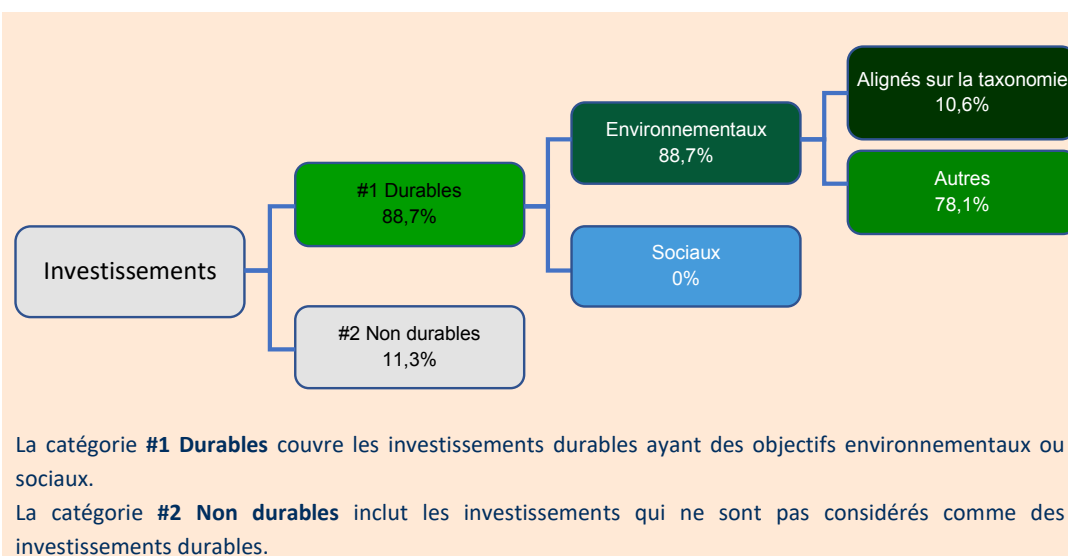 Investissements
#1 Durables
88,7%
#2 Non durables
11,3%
Environnementaux
88,7%
Sociaux
0%
Alignés sur la taxonomie
10,6%
Autres
78,1%
La catégorie #1 Durables couvre les investissements durables ayant des objectifs environnementaux ou
sociaux.
La catégorie #2 Non durables inclut les investissements qui ne sont pas considérés comme des
investissements durables.